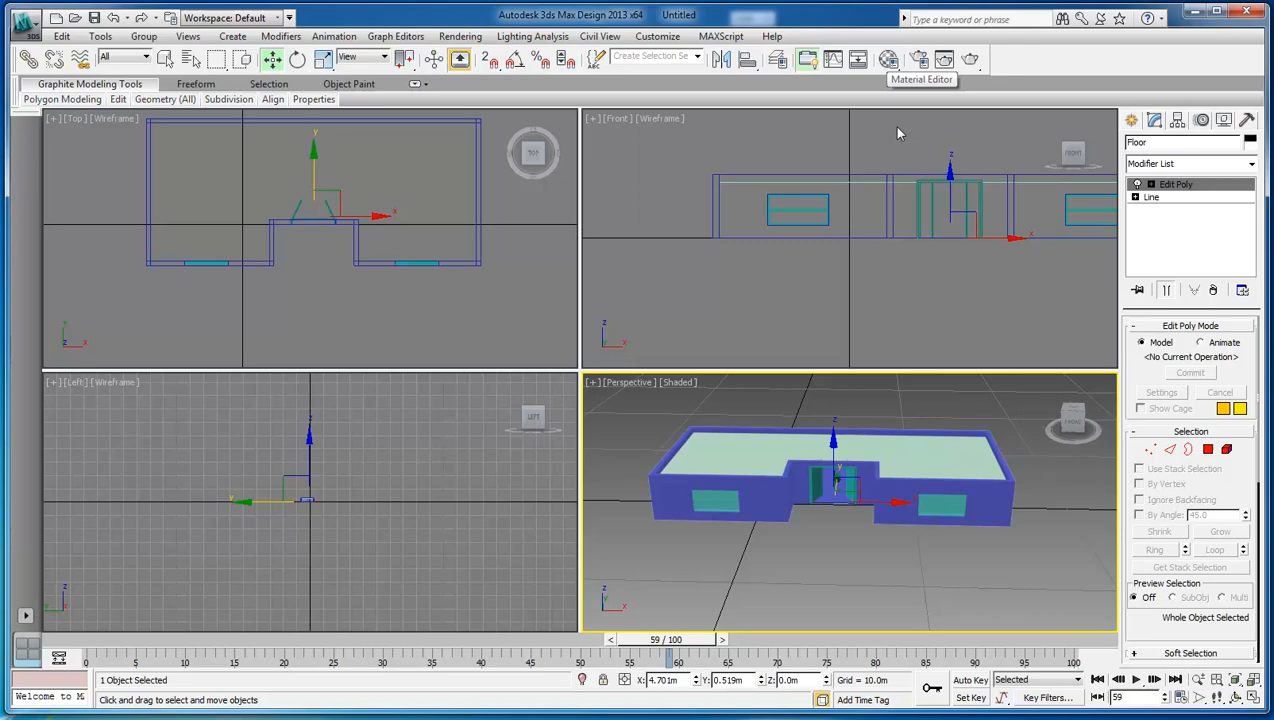 Workspace: Default
Autodesk 3ds Max Design 2013 x64
Untitled
Type a keyword or phrase
3DS
Edit Tools Group Views Create Modifiers Animation Graph Editors Rendering Lighting Analysis Civil View Customize MAXScript Help
All
View
Create Selection Se
Material Editor
Graphite Modeling Tools Freeform Selection Object Paint
Polygon Modeling Edit Geometry (All) Subdivision Align Properties
[+] [Top] [Wireframe]
TOP
y
x
z
[+] [Front] [Wireframe]
FRONT
z
x
[+] [Left] [Wireframe]
LEFT
z
y
x
[+] [Perspective] [Shaded]
FRONT
z
y
x
Floor
Modifier List
Edit Poly
Line
Edit Poly Mode
Model Animate
<No Current Operation>
Commit
Settings Cancel
Show Cage
Selection
Use Stack Selection
By Vertex
Ignore Backfacing
By Angle: 45.0
Shrink Grow
Ring Loop
Get Stack Selection
Preview Selection
Off SubObj Multi
Whole Object Selected
Soft Selection
59 / 100
0 5 10 15 20 25 30 35 40 45 50 55 60 65 70 75 80 85 90 95 100
1 Object Selected
X: 4.701m Y: 0.519m Z: 0.0m Grid = 10.0m
Auto Key Selected
Welcome to M
Click and drag to select and move objects
Add Time Tag
Set Key Key Filters...
59